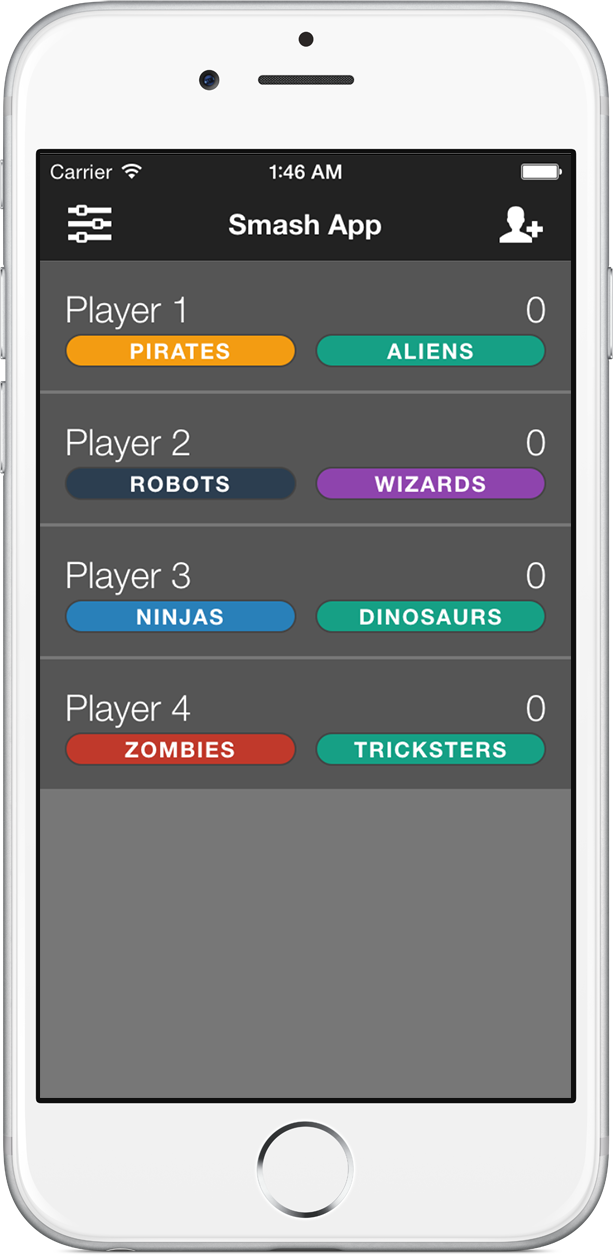 Carrier 1:46 AM
Smash App
Player 1 0
PIRATES ALIENS
Player 2 0
ROBOTS WIZARDS
Player 3 0
NINJAS DINOSAURS
Player 4 0
ZOMBIES TRICKSTERS